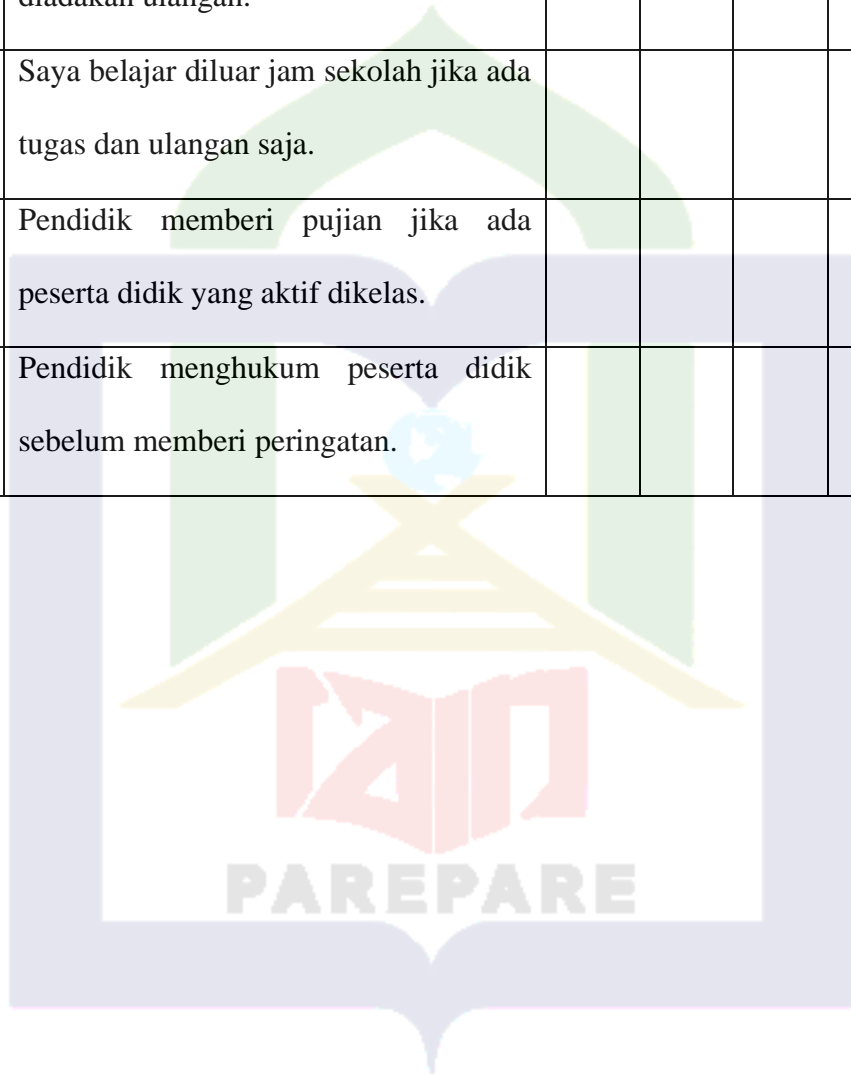 diadakan ulangan.
Saya belajar diluar jam sekolah jika ada
tugas dan ulangan saja.
Pendidik memberi pujian jika ada
peserta didik yang aktif dikelas.
Pendidik menghukum peserta didik
sebelum memberi peringatan.
iain
PAREPARE